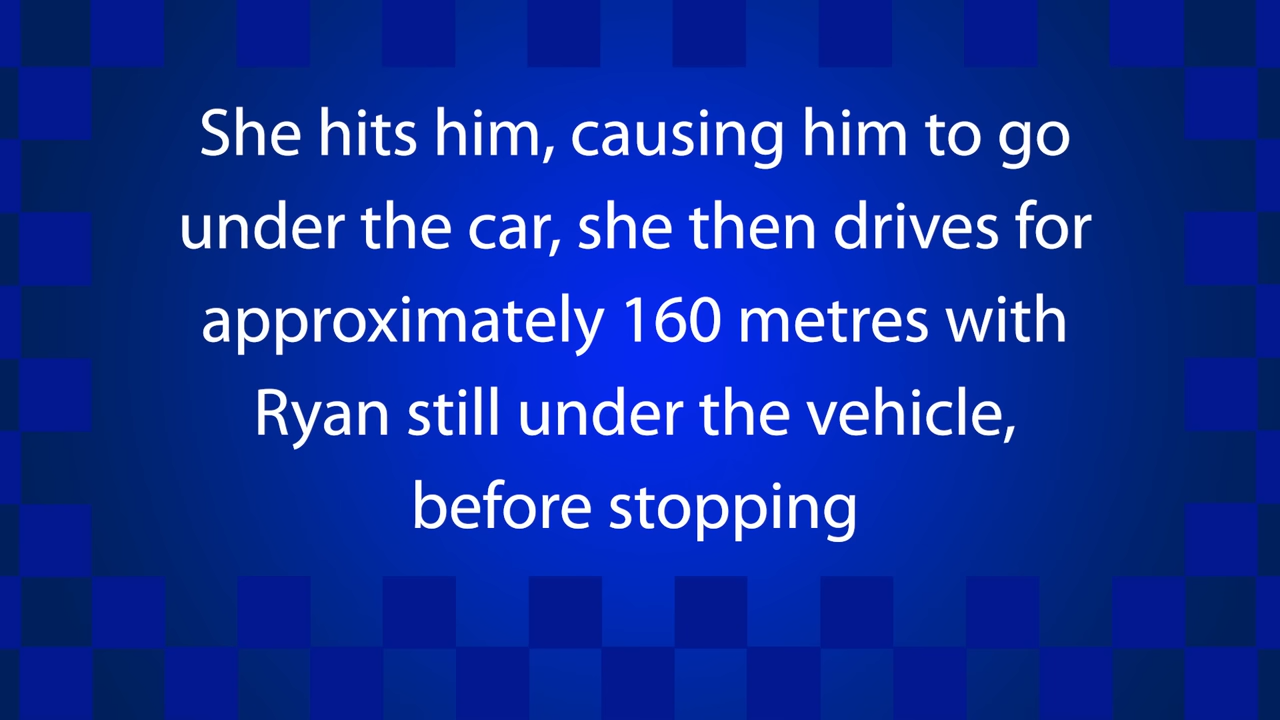 She hits him, causing him to go
under the car, she then drives for
approximately 160 metres with
Ryan still under the vehicle,
before stopping